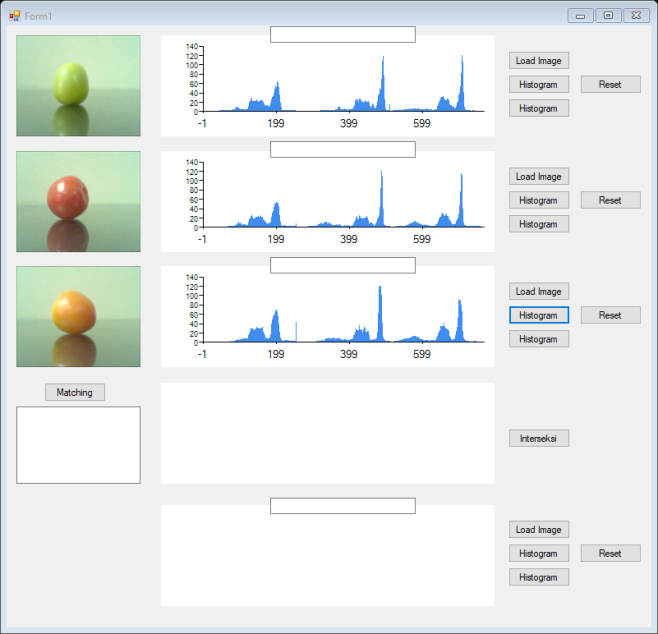 Form1
140
120
100
80
60
40
20
0
-1 199 399 599
Load Image
Histogram Reset
Histogram
140
120
100
80
60
40
20
0
-1 199 399 599
Load Image
Histogram Reset
Histogram
140
120
100
80
60
40
20
0
-1 199 399 599
Load Image
Histogram Reset
Histogram
Matching
Interseksi
Load Image
Histogram Reset
Histogram